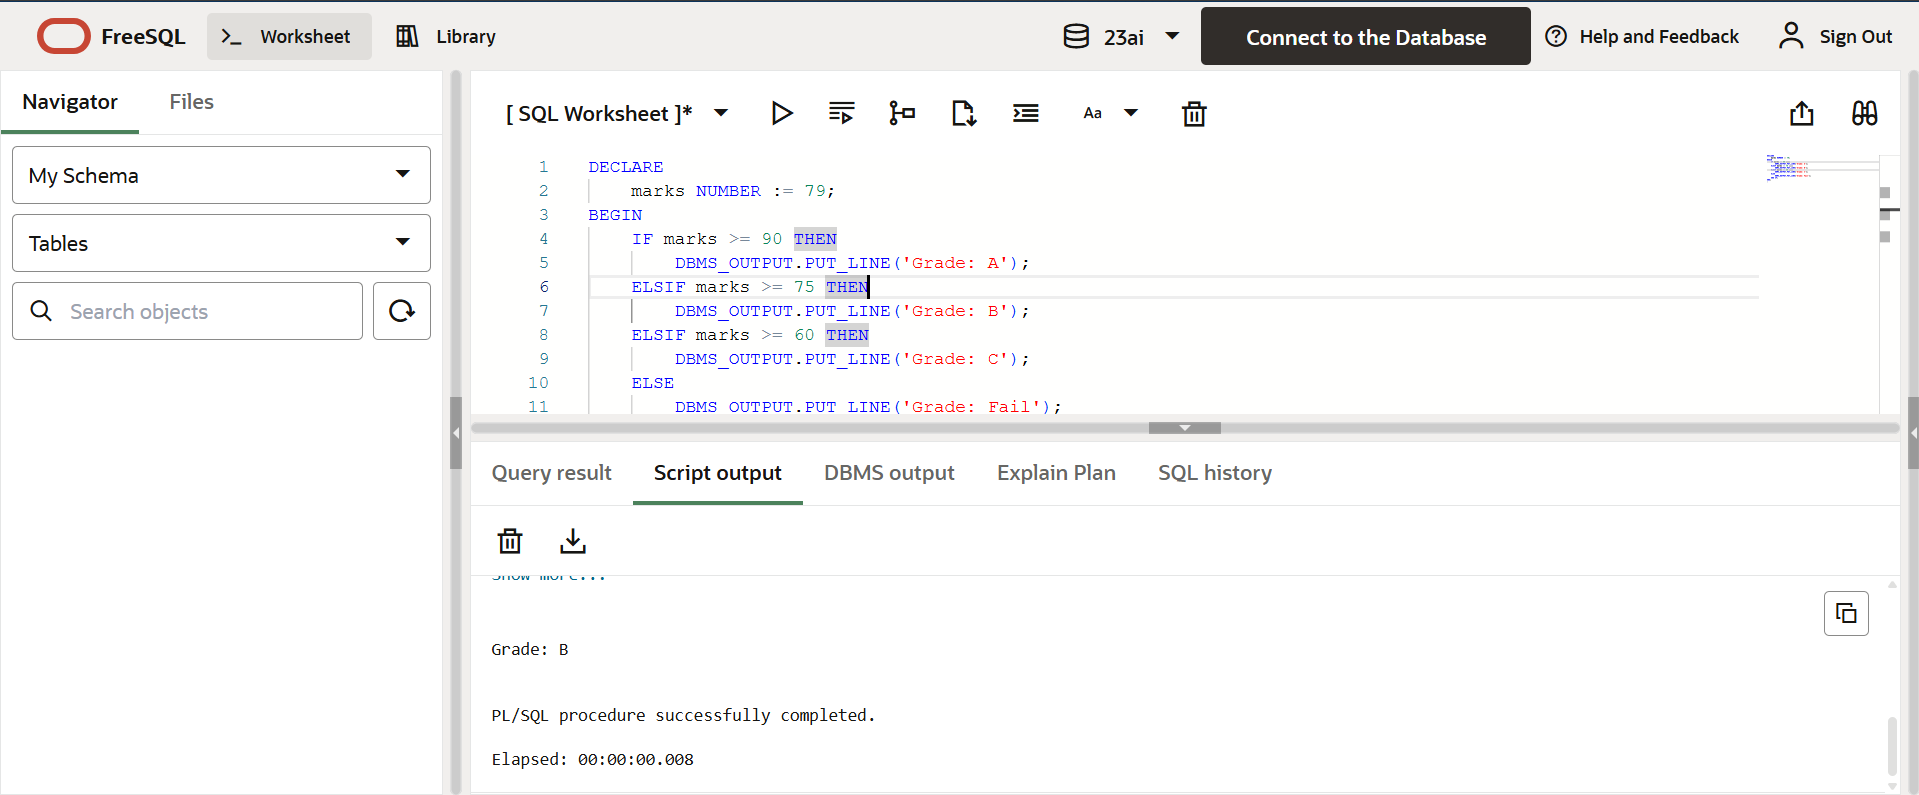 FreeSQL
Worksheet
Library
23ai
Connect to the Database
Help and Feedback
Sign Out
Navigator
Files
My Schema
Tables
Search objects
[ SQL Worksheet ]*
Aa
1 DECLARE
2 marks NUMBER := 79;
3 BEGIN
4 IF marks >= 90 THEN
5 DBMS_OUTPUT.PUT_LINE('Grade: A');
6 ELSIF marks >= 75 THEN
7 DBMS_OUTPUT.PUT_LINE('Grade: B');
8 ELSIF marks >= 60 THEN
9 DBMS_OUTPUT.PUT_LINE('Grade: C');
10 ELSE
11 DBMS_OUTPUT.PUT_LINE('Grade: Fail');
Query result
Script output
DBMS output
Explain Plan
SQL history
Show more...
Grade: B
PL/SQL procedure successfully completed.
Elapsed: 00:00:00.008